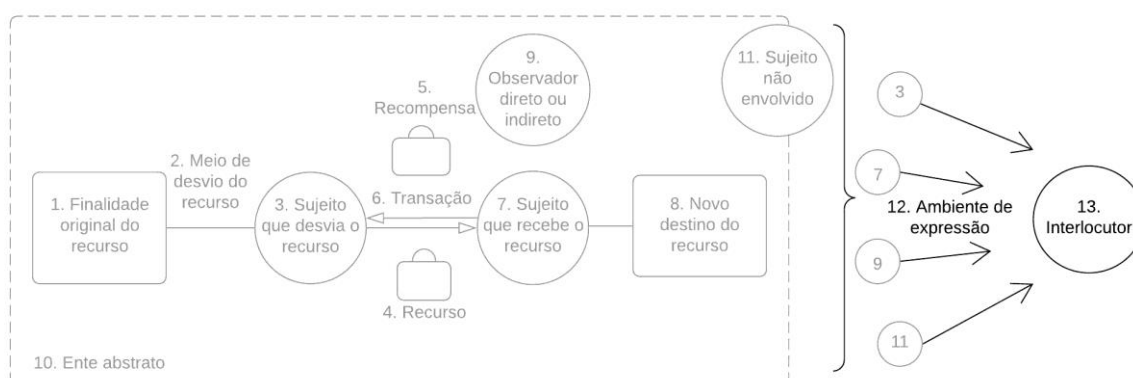 9.
Observador
direto ou
indireto
11. Sujeito
não
envolvido
5.
Recompensa
3
2. Meio de
desvio do
recurso
1. Finalidade
original do
recurso
3. Sujeito
que desvia o
recurso
6. Transação
7. Sujeito
que recebe o
recurso
8. Novo
destino do
recurso
7
12. Ambiente de
expressão
13.
Interlocutor
9
4. Recurso
11
10. Ente abstrato